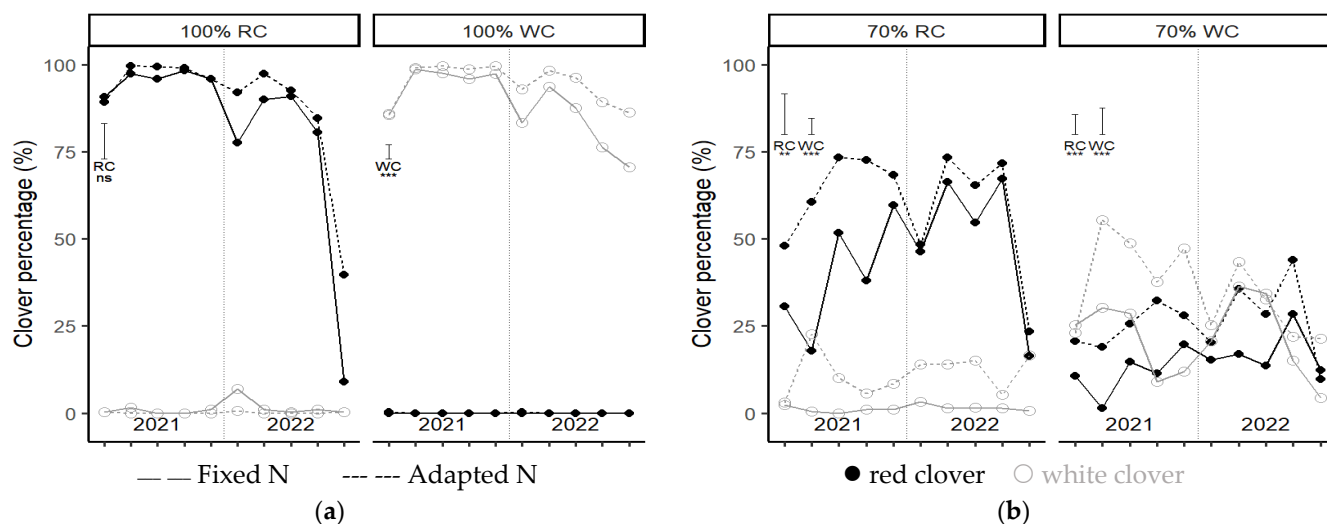 (a)
(b)
100% RC
100% WC
70% RC
70% WC
Clover percentage (%)
100
75
50
25
0
RC
ns
WC
***
2021
2022
2021
2022
Clover percentage (%)
100
75
50
25
0
RC
**
WC
***
RC
***
WC
***
2021
2022
2021
2022
Fixed N
Adapted N
red clover
white clover
(a)
(b)